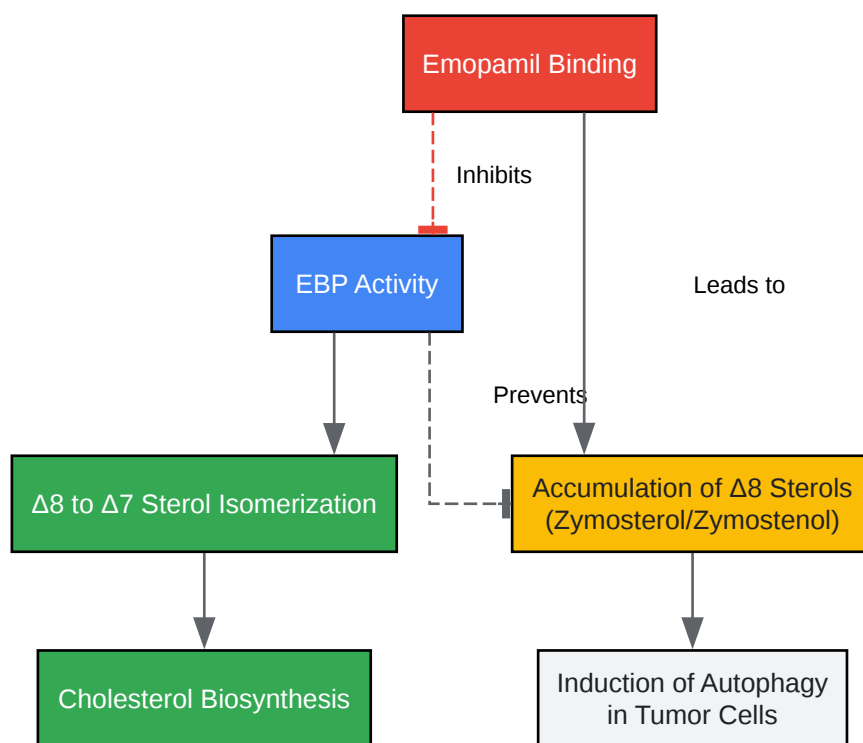 Emopamil Binding
Inhibits
EBP Activity
Leads to
Prevents
Δ8 to Δ7 Sterol Isomerization
Accumulation of Δ8 Sterols
(Zymosterol/Zymostenol)
Cholesterol Biosynthesis
Induction of Autophagy
in Tumor Cells